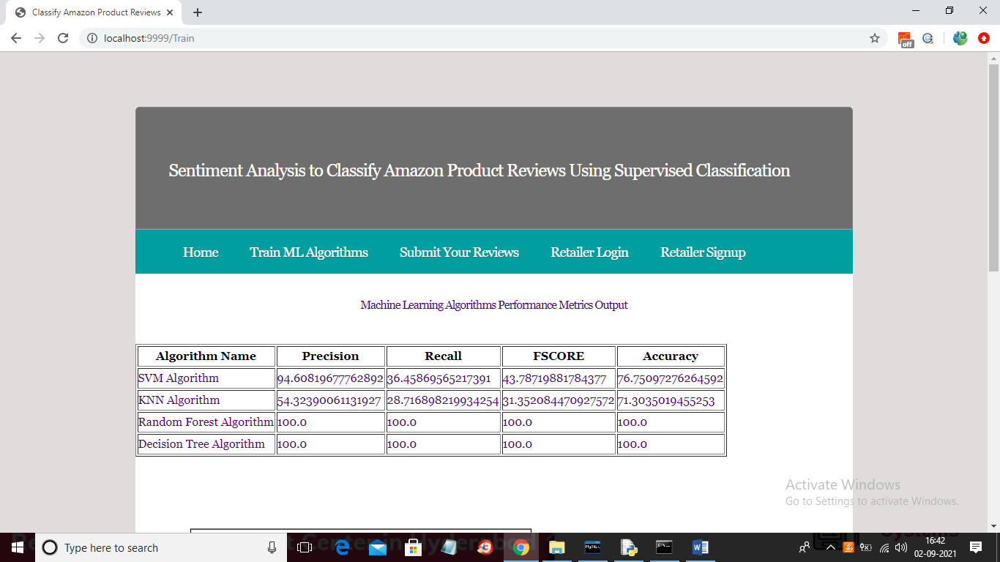 Classify Amazon Product Reviews
localhost:9999/Train
off
Sentiment Analysis to Classify Amazon Product Reviews Using Supervised Classification
Home Train ML Algorithms Submit Your Reviews Retailer Login Retailer Signup
Machine Learning Algorithms Performance Metrics Output
Algorithm Name Precision Recall FSCORE Accuracy
SVM Algorithm 94.60819677762892 36.45869565217391 43.78719881784377 76.75097276264592
KNN Algorithm 54.32390061131927 28.716898219934254 31.352084470927572 71.3035019455253
Random Forest Algorithm 100.0 100.0 100.0 100.0
Decision Tree Algorithm 100.0 100.0 100.0 100.0
Activate Windows
Go to Settings to activate Windows.
Type here to search
t Center in Hyderabad
Systems
16:42
02-09-2021